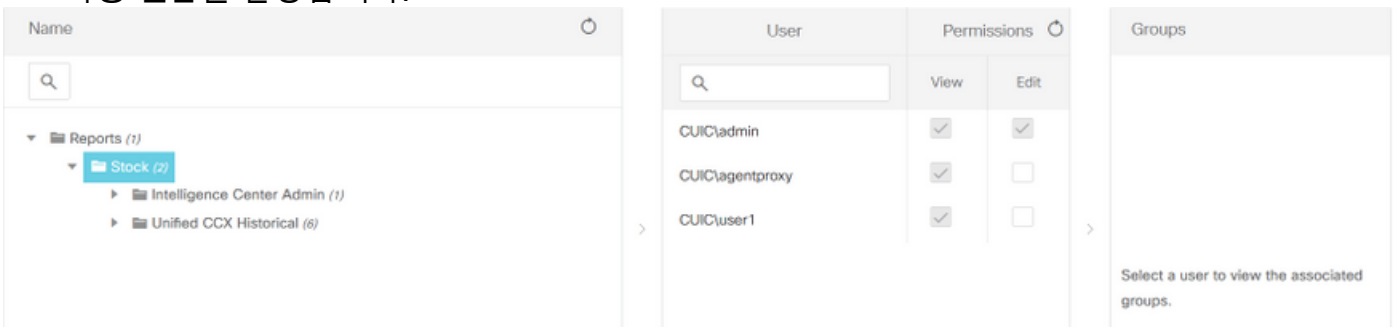 Name
Reports (1)
Stock (2)
Intelligence Center Admin (1)
Unified CCX Historical (6)
User
Permissions
View
Edit
CUIC\admin
CUIC\agentproxy
CUIC\user1
Groups
Select a user to view the associated
groups.